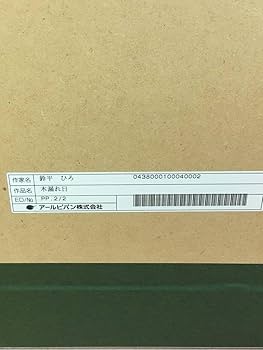 作家名 鈴平 ひろ 0438000100040002
作品名 木漏れ日
EC/No PP 2/2
アールビバン株式会社